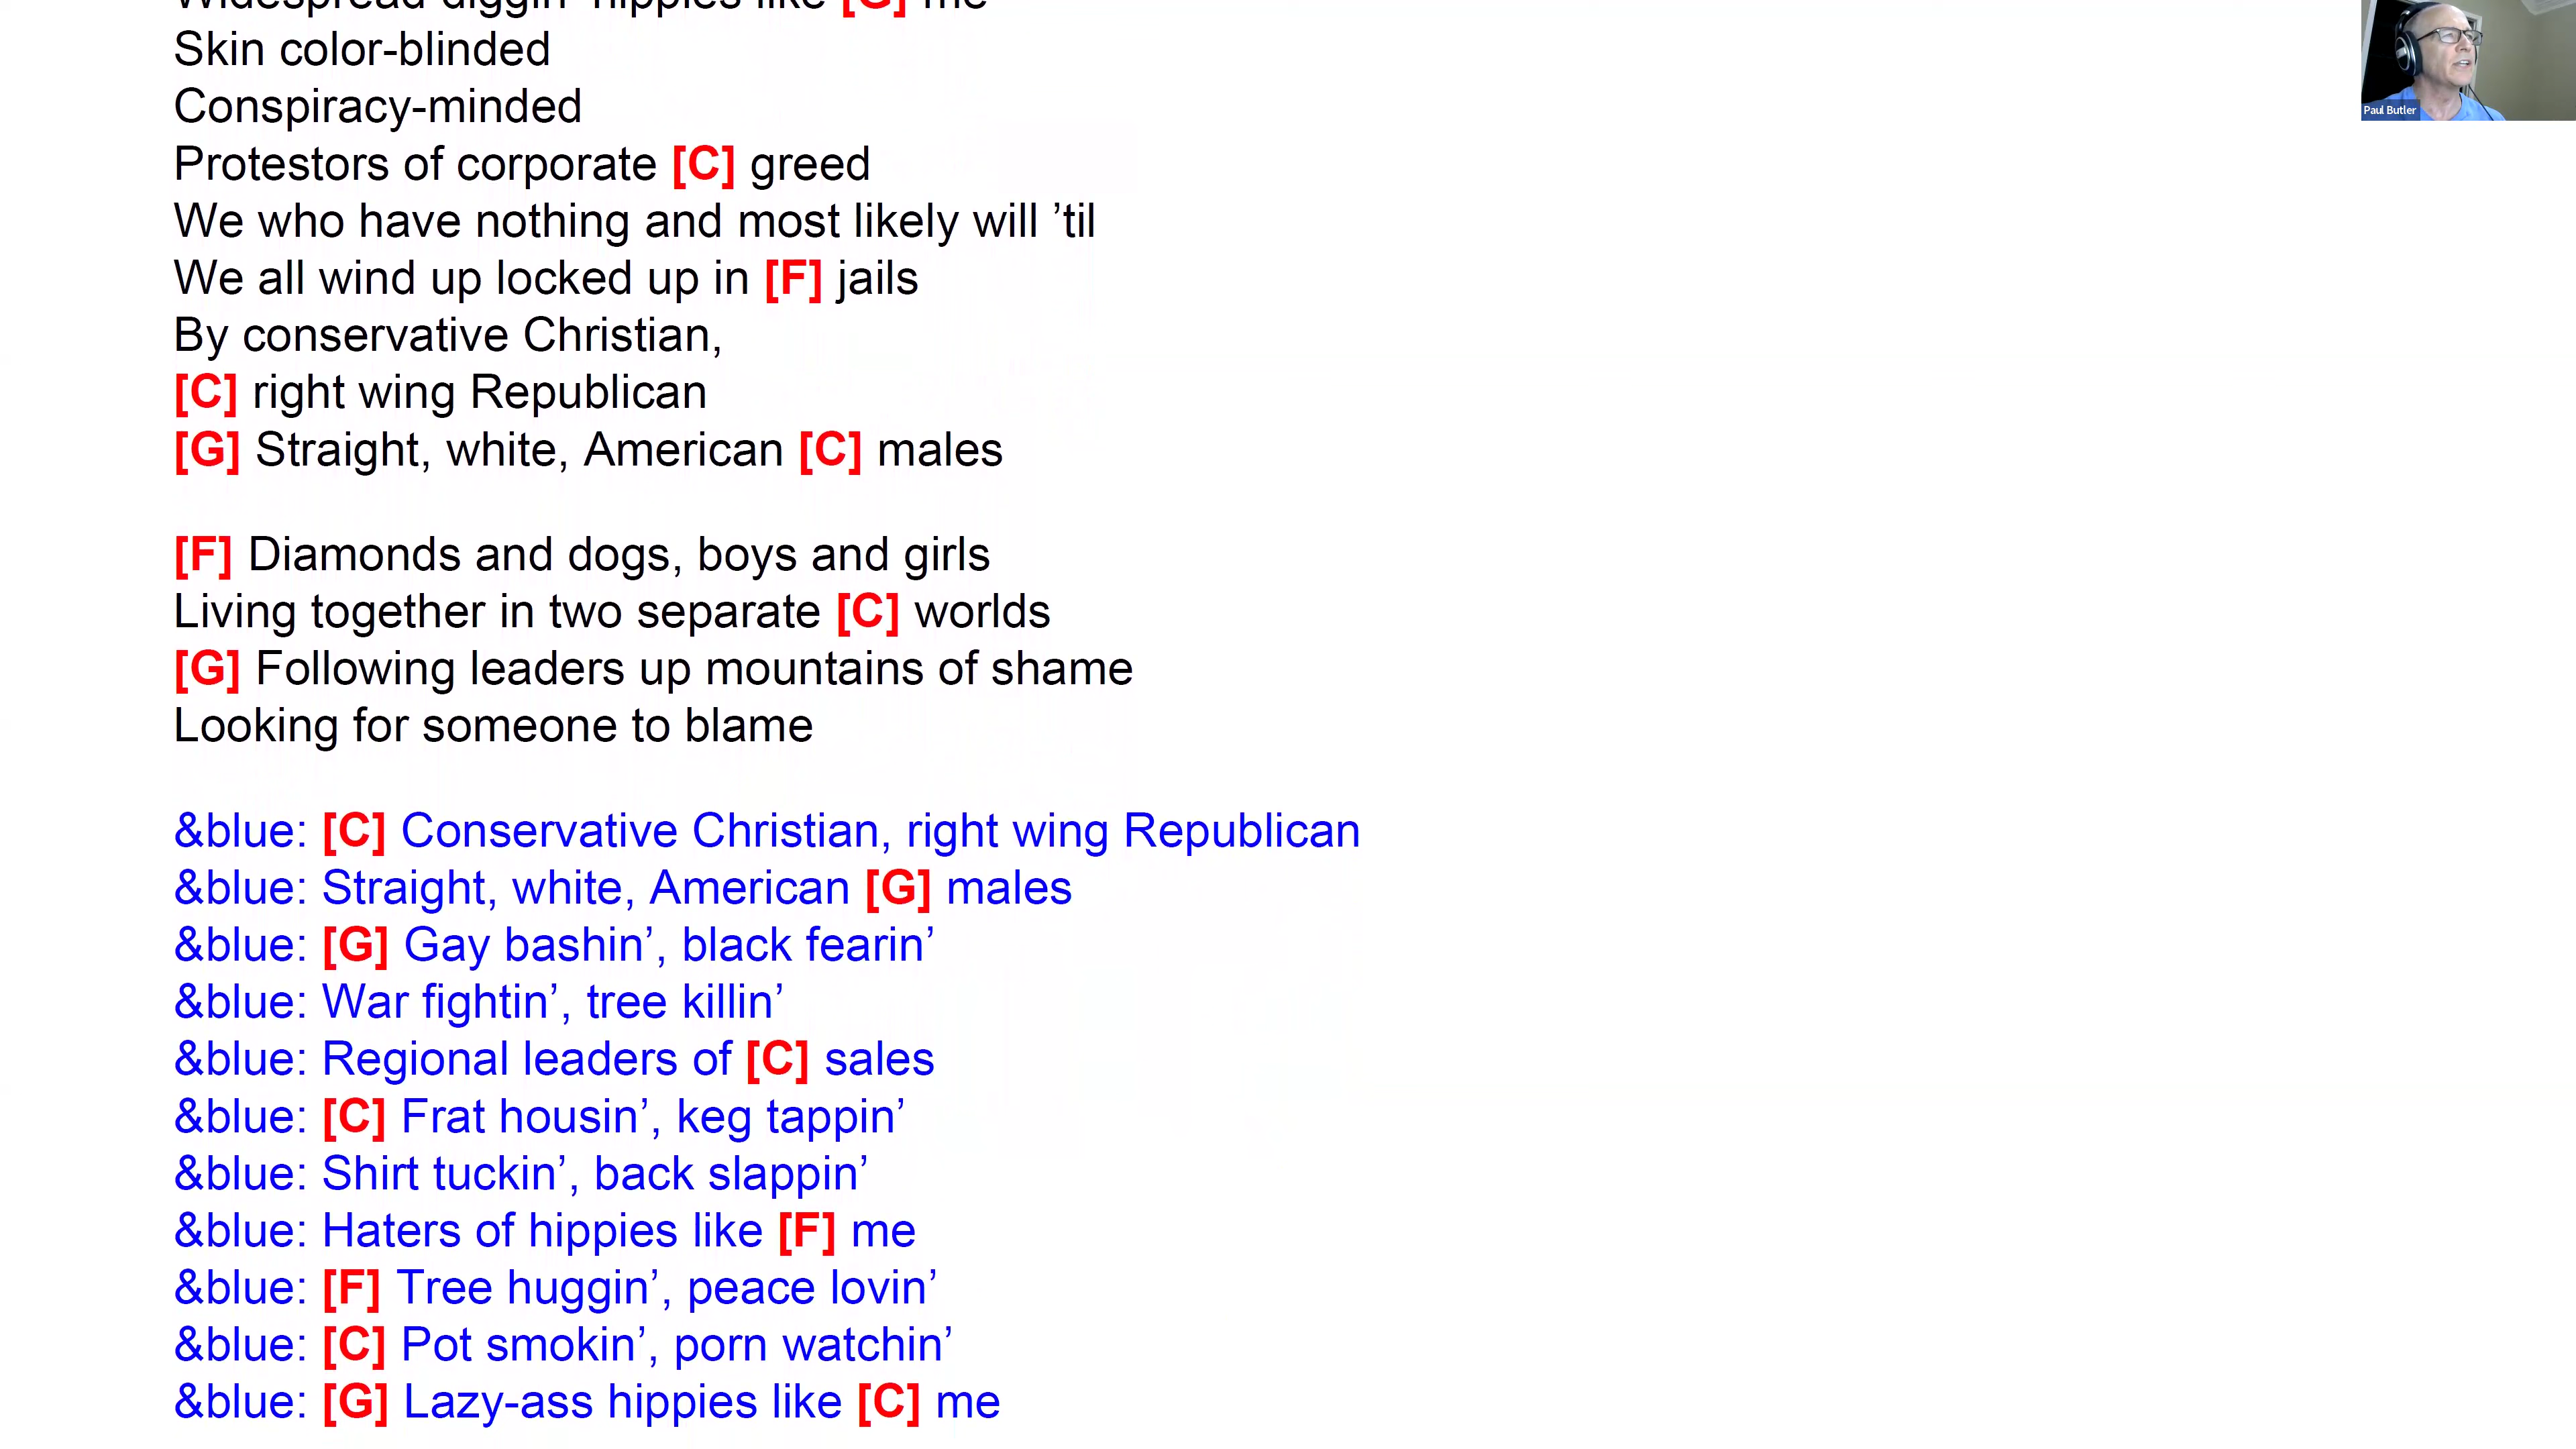 Widespread diggin' hippies like [G] me
Skin color-blinded
Conspiracy-minded
Protestors of corporate [C] greed
We who have nothing and most likely will ’til
We all wind up locked up in [F] jails
By conservative Christian,
[C] right wing Republican
[G] Straight, white, American [C] males
[F] Diamonds and dogs, boys and girls
Living together in two separate [C] worlds
[G] Following leaders up mountains of shame
Looking for someone to blame
&blue: [C] Conservative Christian, right wing Republican
&blue: Straight, white, American [G] males
&blue: [G] Gay bashin’, black fearin’
&blue: War fightin’, tree killin’
&blue: Regional leaders of [C] sales
&blue: [C] Frat housin’, keg tappin’
&blue: Shirt tuckin’, back slappin’
&blue: Haters of hippies like [F] me
&blue: [F] Tree huggin’, peace lovin’
&blue: [C] Pot smokin’, porn watchin’
&blue: [G] Lazy-ass hippies like [C] me
Paul Butler